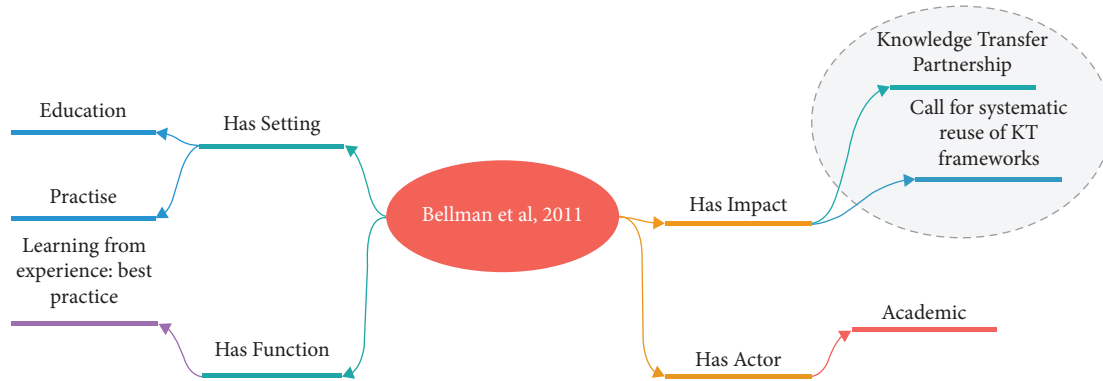 Education
Has Setting
Practise
Learning from
experience: best
practice
Has Function
Bellman et al, 2011
Knowledge Transfer
Partnership
Call for systematic
reuse of KT
frameworks
Has Impact
Academic
Has Actor